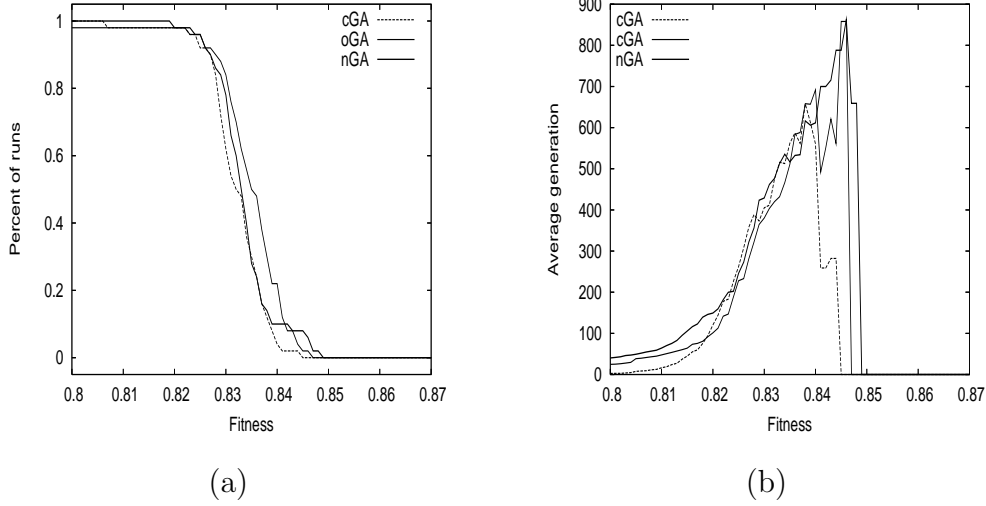 1
0.8
0.6
0.4
0.2
0
Percent of runs
cGA
oGA
nGA
0.8 0.81 0.82 0.83 0.84 0.85 0.86 0.87
Fitness
(a)
900
800
700
600
500
400
300
200
100
0
Average generation
cGA
cGA
nGA
0.8 0.81 0.82 0.83 0.84 0.85 0.86 0.87
Fitness
(b)